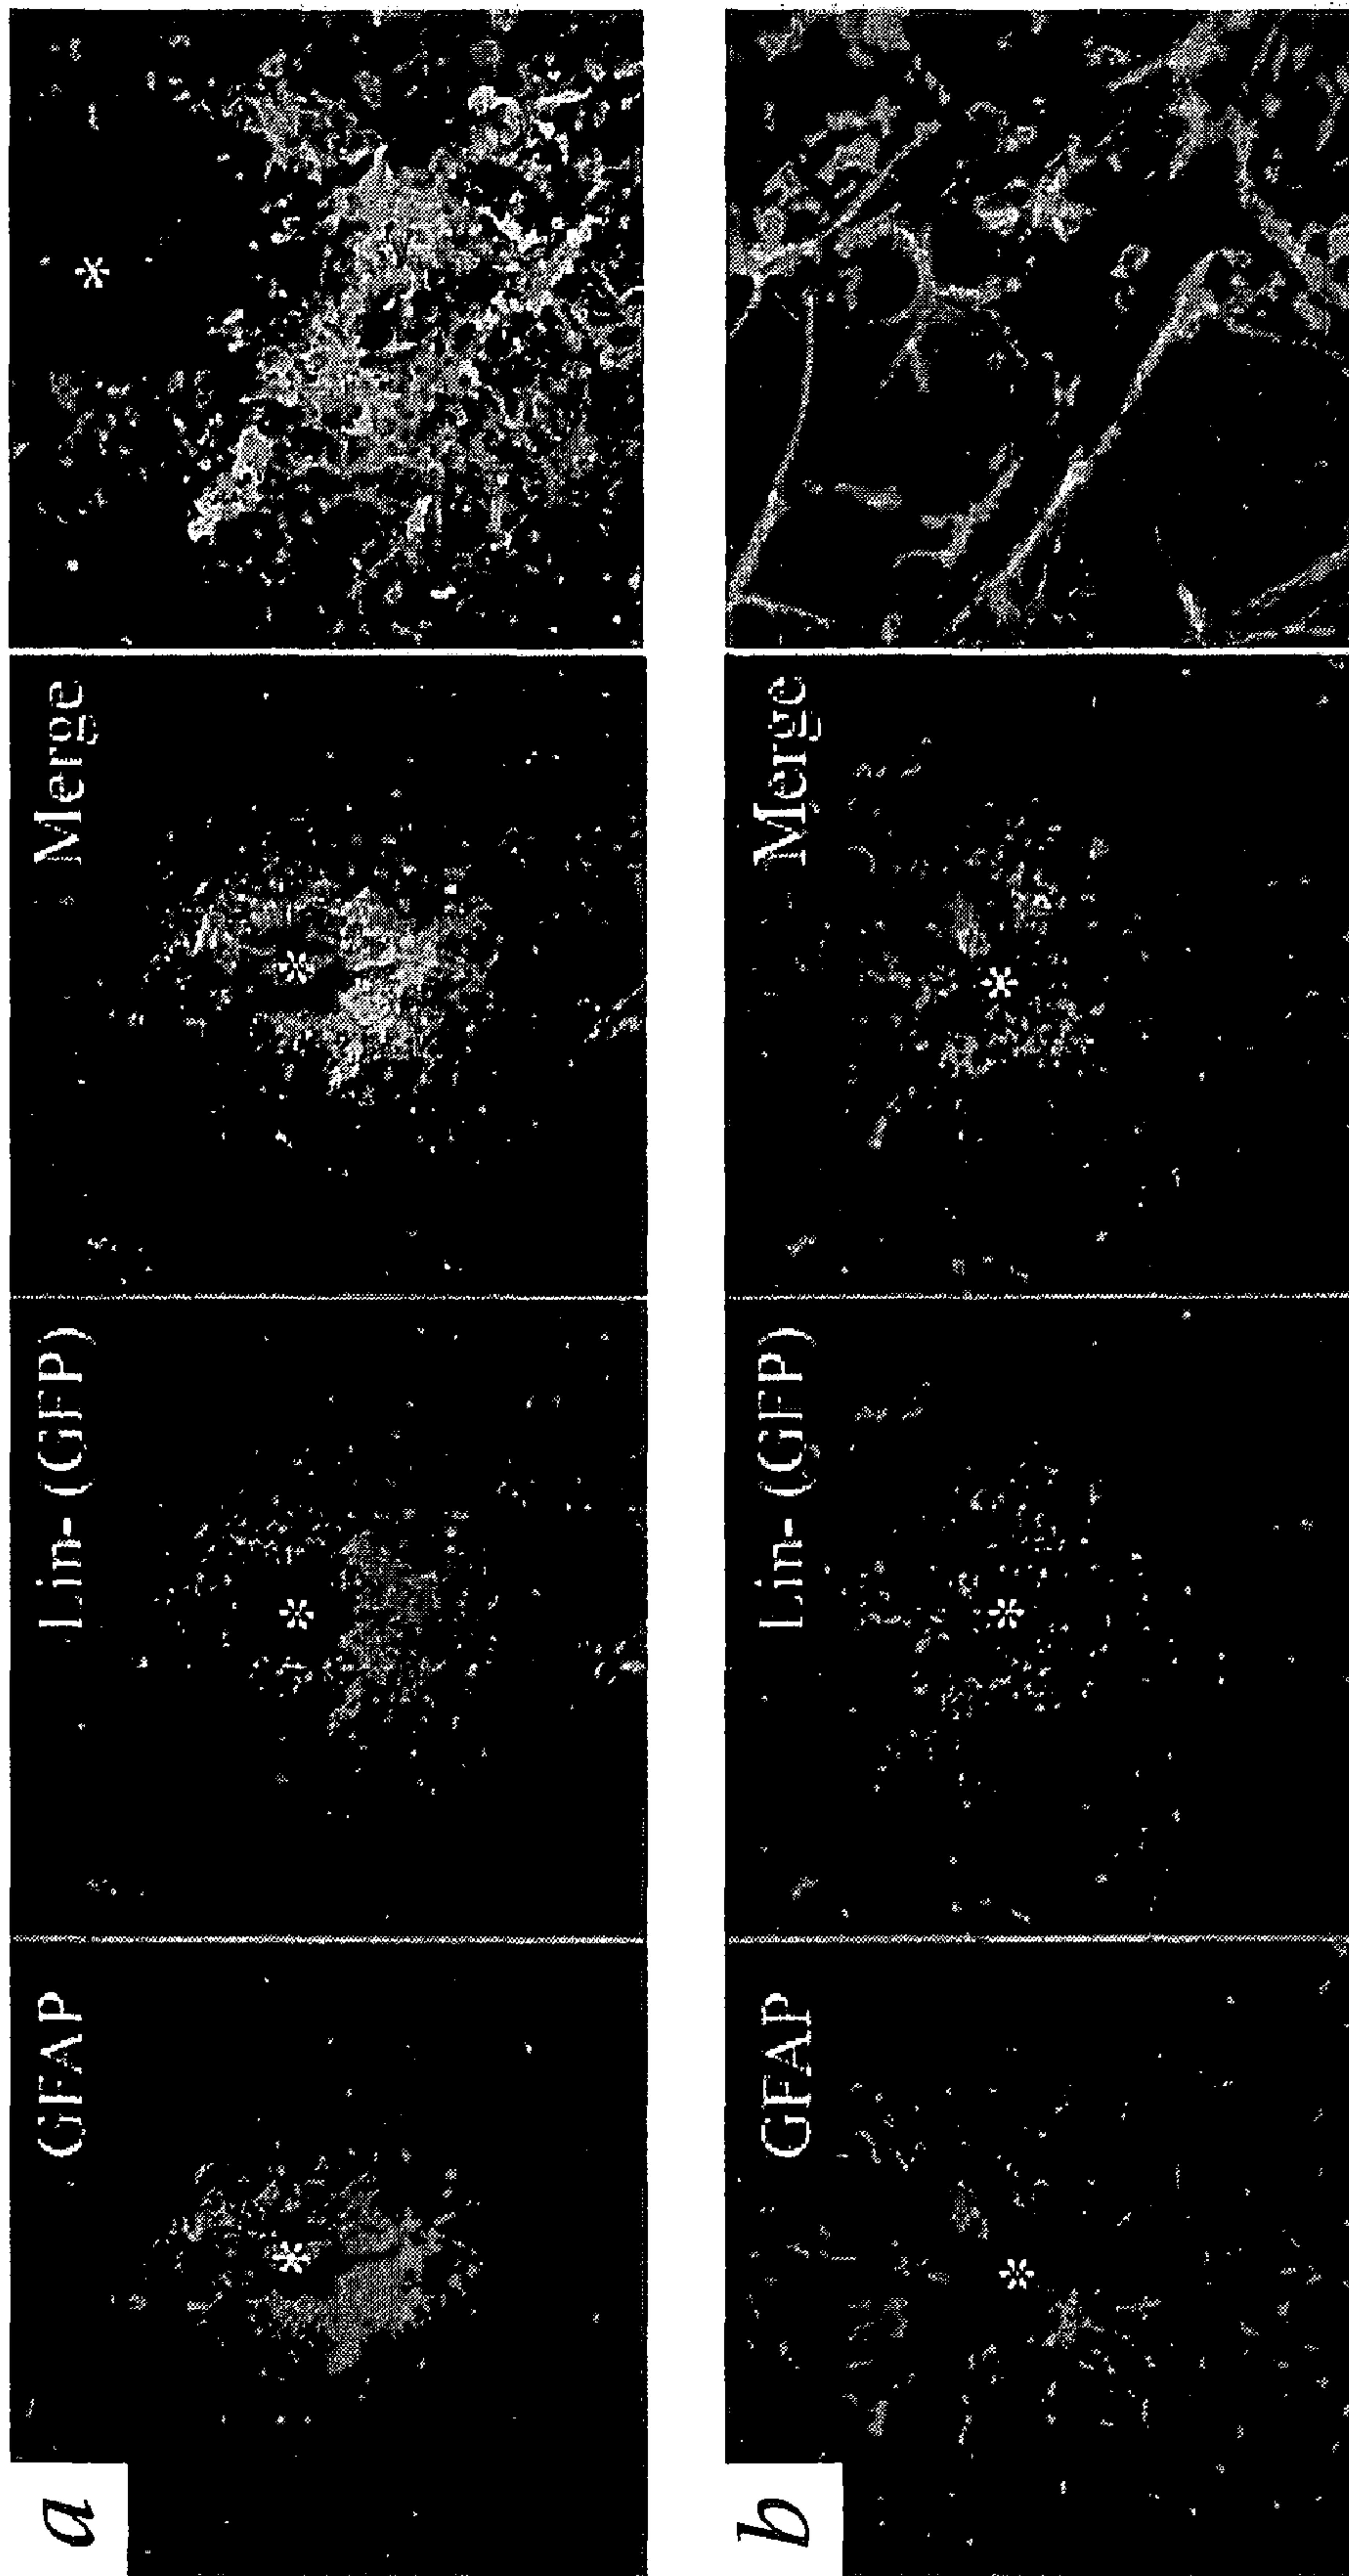 a
GFAP
Lin- (GFP)
Merge
*
*
*
*
b
GFAP
Lin- (GFP)
Merge
*
*
*